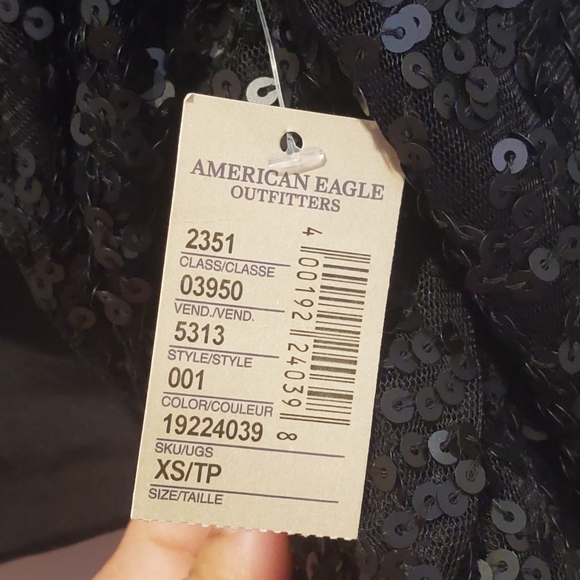 AMERICAN EAGLE
OUTFITTERS
2351
CLASS/CLASSE
03950
VEND./VEND.
5313
STYLE/STYLE
001
COLOR/COULEUR
19224039
SKU/UGS
XS/TP
SIZE/TAILLE
4 00192 24039 8